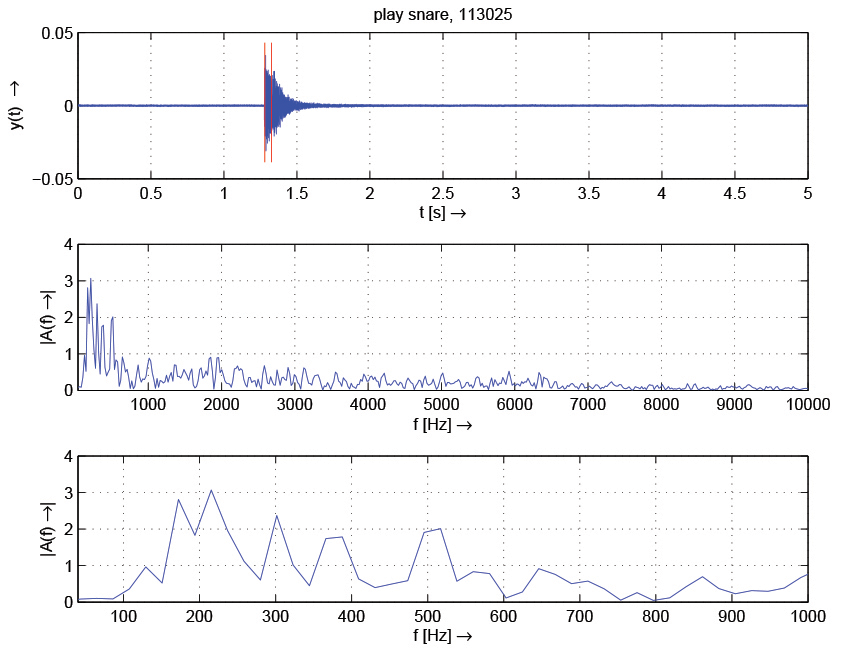 play snare, 113025
0.05
0
−0.05
y(t) →
0 0.5 1 1.5 2 2.5 3 3.5 4 4.5 5
t [s] →
4
3
2
1
0
|A(f) →|
1000 2000 3000 4000 5000 6000 7000 8000 9000 10000
f [Hz] →
4
3
2
1
0
|A(f) →|
100 200 300 400 500 600 700 800 900 1000
f [Hz] →